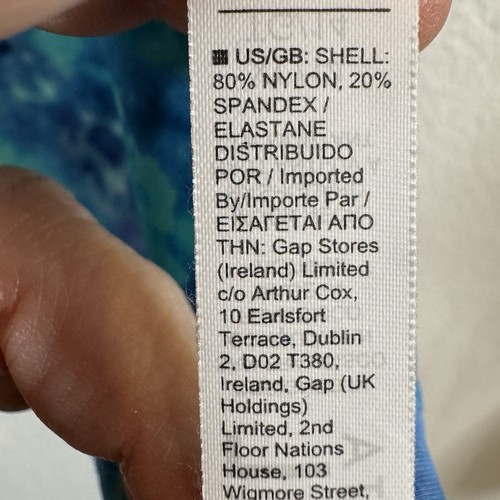 US/GB: SHELL:
80% NYLON, 20%
SPANDEX /
ELASTANE
DISTRIBUIDO
POR / Imported
By/Importe Par /
ΕΙΣΑΓΕΤΑΙ ΑΠΟ
ΤΗΝ: Gap Stores
(Ireland) Limited
c/o Arthur Cox,
10 Earlsfort
Terrace, Dublin
2, D02 T380,
Ireland, Gap (UK
Holdings)
Limited, 2nd
Floor Nations
House, 103
Wigmore Street